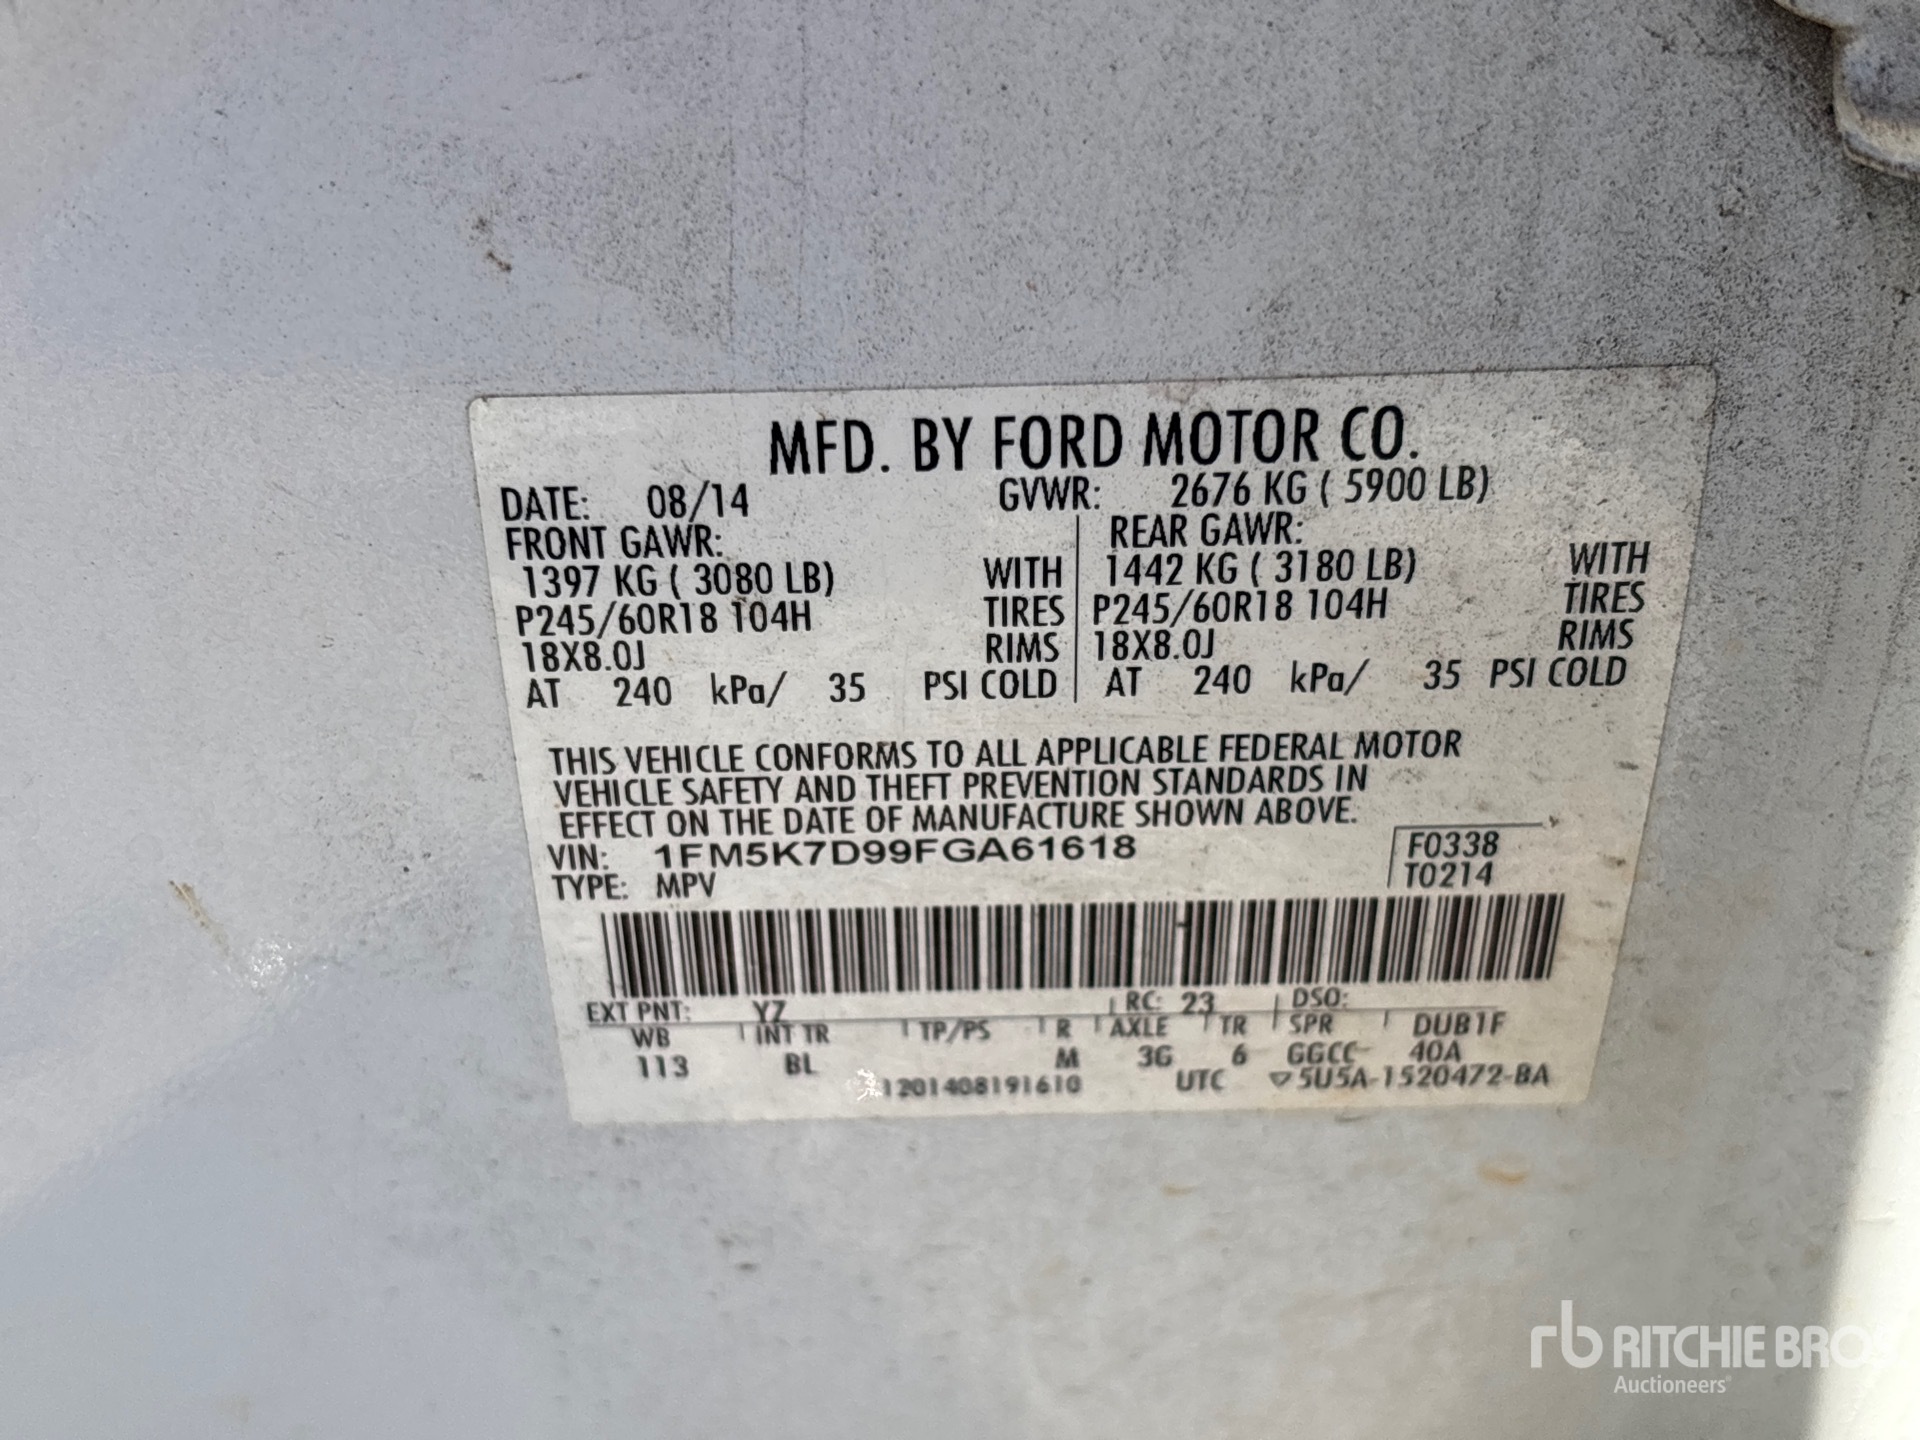 MFD. BY FORD MOTOR CO.
DATE: 08/14 GVWR: 2676 KG ( 5900 LB)
FRONT GAWR: REAR GAWR:
1397 KG ( 3080 LB) WITH 1442 KG ( 3180 LB) WITH
P245/60R18 104H TIRES P245/60R18 104H TIRES
18X8.0J RIMS 18X8.0J RIMS
AT 240 kPa/ 35 PSI COLD AT 240 kPa/ 35 PSI COLD
THIS VEHICLE CONFORMS TO ALL APPLICABLE FEDERAL MOTOR
VEHICLE SAFETY AND THEFT PREVENTION STANDARDS IN
EFFECT ON THE DATE OF MANUFACTURE SHOWN ABOVE.
VIN: 1FM5K7D99FGA61618 F0338
TYPE: MPV T0214
EXT PNT: YZ RC: 23 DSO:
WB INT TR TP/PS R AXLE TR SPR DUB1F
113 BL M 3G 6 GGCC 40A
1201408191610 UTC ▽5U5A-1520472-BA
rb RITCHIE BROS
Auctioneers